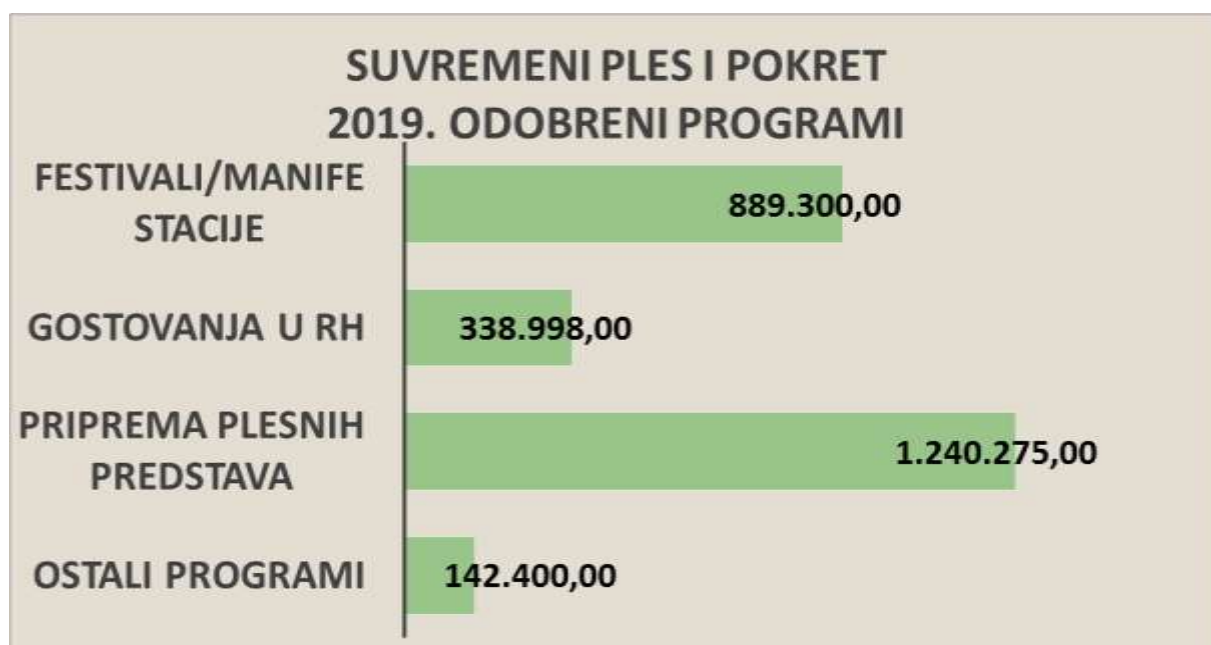 SUVREMENI PLES I POKRET
2019. ODOBRENI PROGRAMI
FESTIVALI/MANIFE
STACIJE
889.300,00
GOSTOVANJA U RH
338.998,00
PRIPREMA PLESNIH
PREDSTAVA
1.240.275,00
OSTALI PROGRAMI
142.400,00